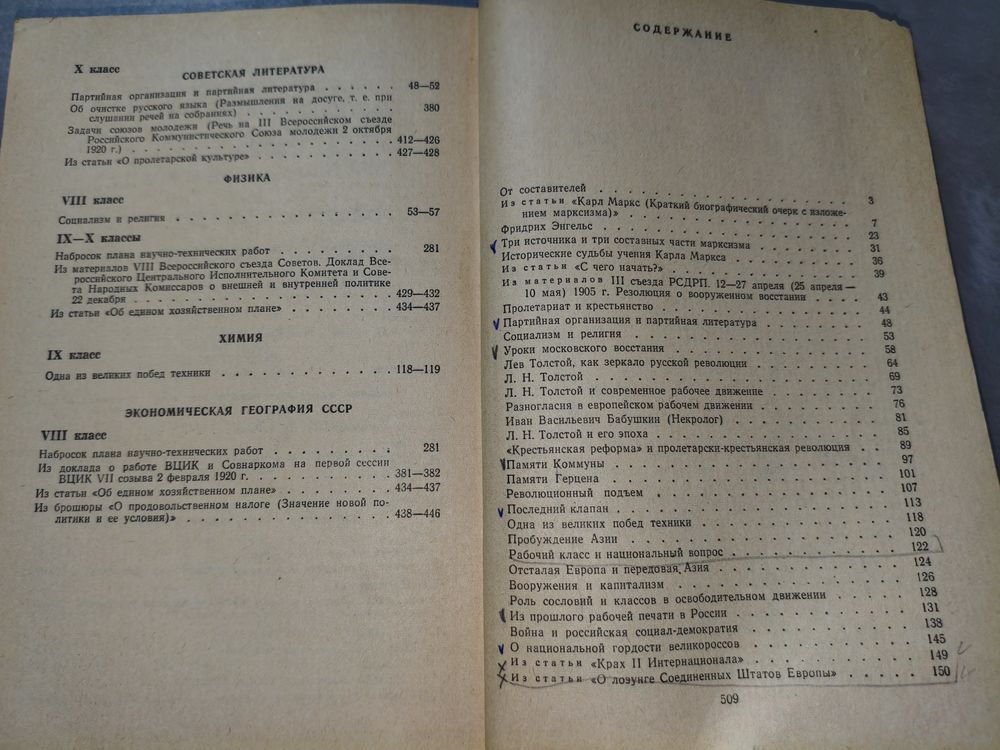 X класс
СОВЕТСКАЯ ЛИТЕРАТУРА
Партийная организация и партийная литература . . . . . . 48—52
Об очистке русского языка (Размышления на досуге, т. е. при
слушании речей на собраниях) . . . . . . 380
Задачи союзов молодежи (Речь на III Всероссийском съезде
Российского Коммунистического Союза молодежи 2 октября
1920 г.) . . . . . . 412—426
Из статьи «О пролетарской культуре» . . . . . . 427—428
ФИЗИКА
VIII класс
Социализм и религия . . . . . . 53—57
IX—X классы
Набросок плана научно-технических работ . . . . . . 281
Из материалов VIII Всероссийского съезда Советов. Доклад Все-
российского Центрального Исполнительного Комитета и Сове-
та Народных Комиссаров о внешней и внутренней политике
22 декабря . . . . . . 429—432
Из статьи «Об едином хозяйственном плане» . . . . . . 434—437
ХИМИЯ
IX класс
Одна из великих побед техники . . . . . . 118—119
ЭКОНОМИЧЕСКАЯ ГЕОГРАФИЯ СССР
VIII класс
Набросок плана научно-технических работ . . . . . . 281
Из доклада о работе ВЦИК и Совнаркома на первой сессии
ВЦИК VII созыва 2 февраля 1920 г. . . . . . . 381—382
Из статьи «Об едином хозяйственном плане» . . . . . . 434—437
Из брошюры «О продовольственном налоге (Значение новой по-
литики и ее условия)» . . . . . . 438—446
СОДЕРЖАНИЕ
От составителей . . . . . . 3
Из статьи «Карл Маркс (Краткий биографический очерк с изложе-
нием марксизма)» . . . . . . 7
Фридрих Энгельс . . . . . . 23
Три источника и три составных части марксизма . . . . . . 31
Исторические судьбы учения Карла Маркса . . . . . . 36
Из статьи «С чего начать?» . . . . . . 39
Из материалов III съезда РСДРП. 12—27 апреля (25 апреля—
10 мая) 1905 г. Резолюция о вооруженном восстании . . . . . . 43
Пролетариат и крестьянство . . . . . . 44
Партийная организация и партийная литература . . . . . . 48
Социализм и религия . . . . . . 53
Уроки московского восстания . . . . . . 58
Лев Толстой, как зеркало русской революции . . . . . . 64
Л. Н. Толстой . . . . . . 69
Л. Н. Толстой и современное рабочее движение . . . . . . 73
Разногласия в европейском рабочем движении . . . . . . 76
Иван Васильевич Бабушкин (Некролог) . . . . . . 81
Л. Н. Толстой и его эпоха . . . . . . 85
«Крестьянская реформа» и пролетарски-крестьянская революция . . 89
Памяти Коммуны . . . . . . 97
Памяти Герцена . . . . . . 101
Революционный подъем . . . . . . 107
Последний клапан . . . . . . 113
Одна из великих побед техники . . . . . . 118
Пробуждение Азии . . . . . . 120
Рабочий класс и национальный вопрос . . . . . . 122
Отсталая Европа и передовая Азия . . . . . . 124
Вооружения и капитализм . . . . . . 126
Роль сословий и классов в освободительном движении . . . . . . 128
Из прошлого рабочей печати в России . . . . . . 131
Война и российская социал-демократия . . . . . . 138
О национальной гордости великороссов . . . . . . 145
Из статьи «Крах II Интернационала» . . . . . . 149
Из статьи «О лозунге Соединенных Штатов Европы» . . . . . . 150
509